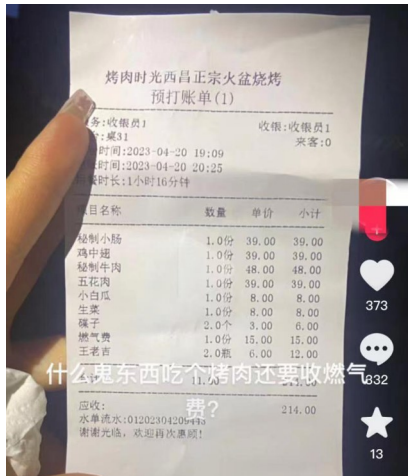 烤肉时光西昌正宗火盆烧烤
预打账单(1)
务:收银员1 收银:收银员1
台:桌31 来客:0
时间:2023-04-20 19:09
时间:2023-04-20 20:25
时长:1小时16分钟
项目名称 数量 单价 小计
秘制小肠 1.0份 39.00 39.00
鸡中翅 1.0份 39.00 39.00
秘制牛肉 1.0份 48.00 48.00
五花肉 1.0份 39.00 39.00
小白瓜 1.0份 8.00 8.00
生菜 1.0份 8.00 8.00
碟子 2.0个 3.00 6.00
燃气费 1.0份 15.00 15.00
王老吉 2.0瓶 6.00 12.00
什么鬼东西吃个烤肉还要收燃气
费?
11.00
应收: 214.00
水单流水:01202304209443
谢谢光临，欢迎再次惠顾!
373
332
13